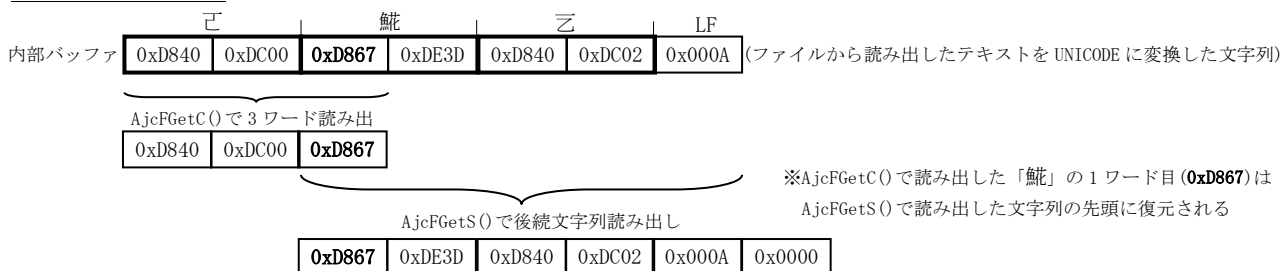 𠀀 𩸽 𠀂 LF
内部バッファ 0xD840 0xDC00 0xD867 0xDE3D 0xD840 0xDC02 0x000A (ファイルから読み出したテキストを UNICODE に変換した文字列)
AjcFGetC()で 3 ワード読み出
0xD840 0xDC00 0xD867
※AjcFGetC()で読み出した「𩸽」の 1 ワード目(0xD867)は
AjcFGetS()で読み出した文字列の先頭に復元される
AjcFGetS()で後続文字列読み出し
0xD867 0xDE3D 0xD840 0xDC02 0x000A 0x0000